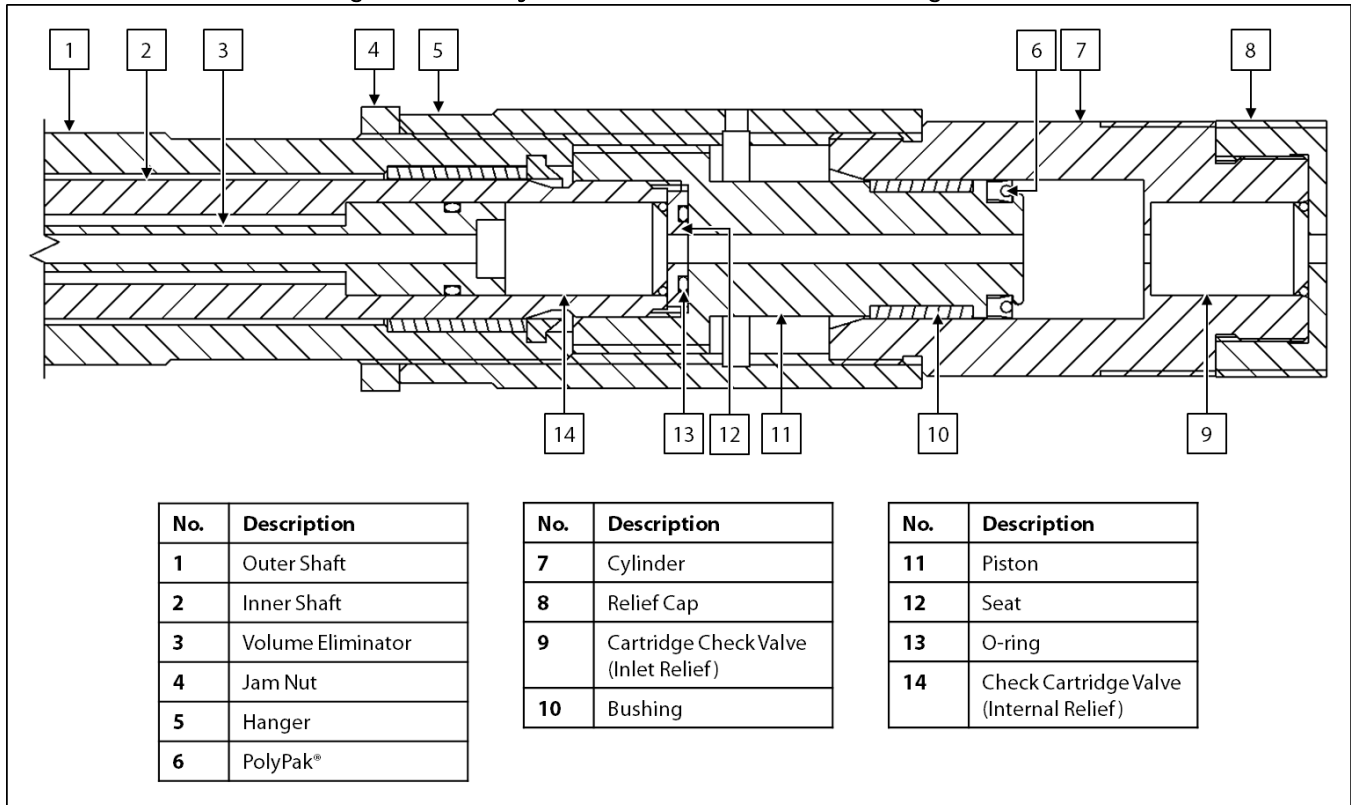 1 2 3 4 5 6 7 8
14 13 12 11 10 9
No. Description
1 Outer Shaft
2 Inner Shaft
3 Volume Eliminator
4 Jam Nut
5 Hanger
6 PolyPak®
No. Description
7 Cylinder
8 Relief Cap
9 Cartridge Check Valve
(Inlet Relief)
10 Bushing
No. Description
11 Piston
12 Seat
13 O-ring
14 Check Cartridge Valve
(Internal Relief)